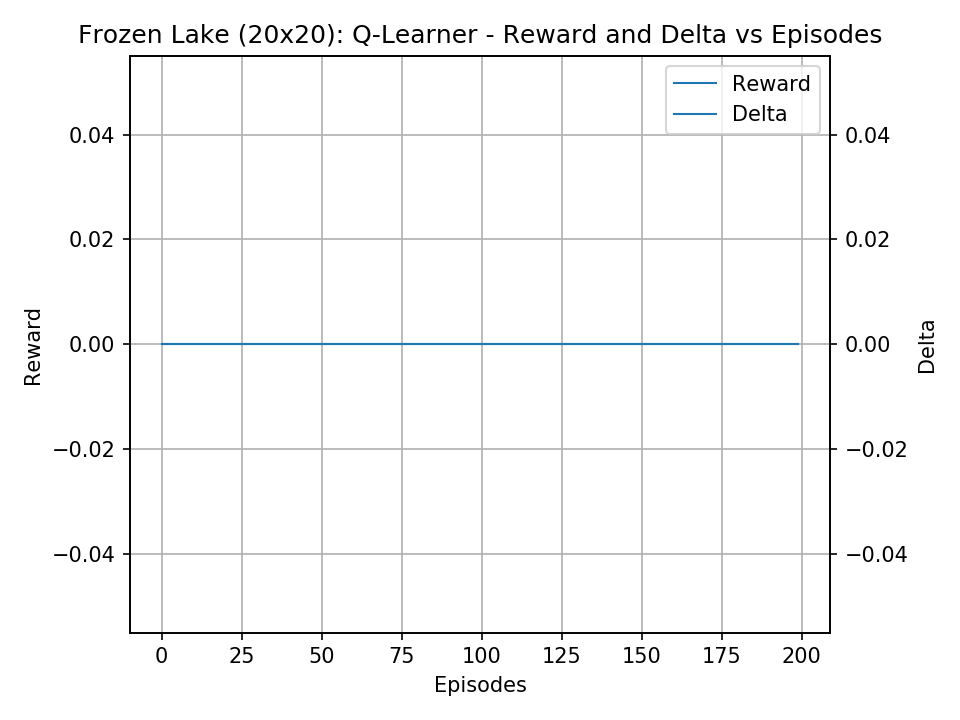 Frozen Lake (20x20): Q-Learner - Reward and Delta vs Episodes
Reward
Delta
0.04
0.02
0.00
−0.02
−0.04
Reward
0.04
0.02
0.00
−0.02
−0.04
Delta
0 25 50 75 100 125 150 175 200
Episodes